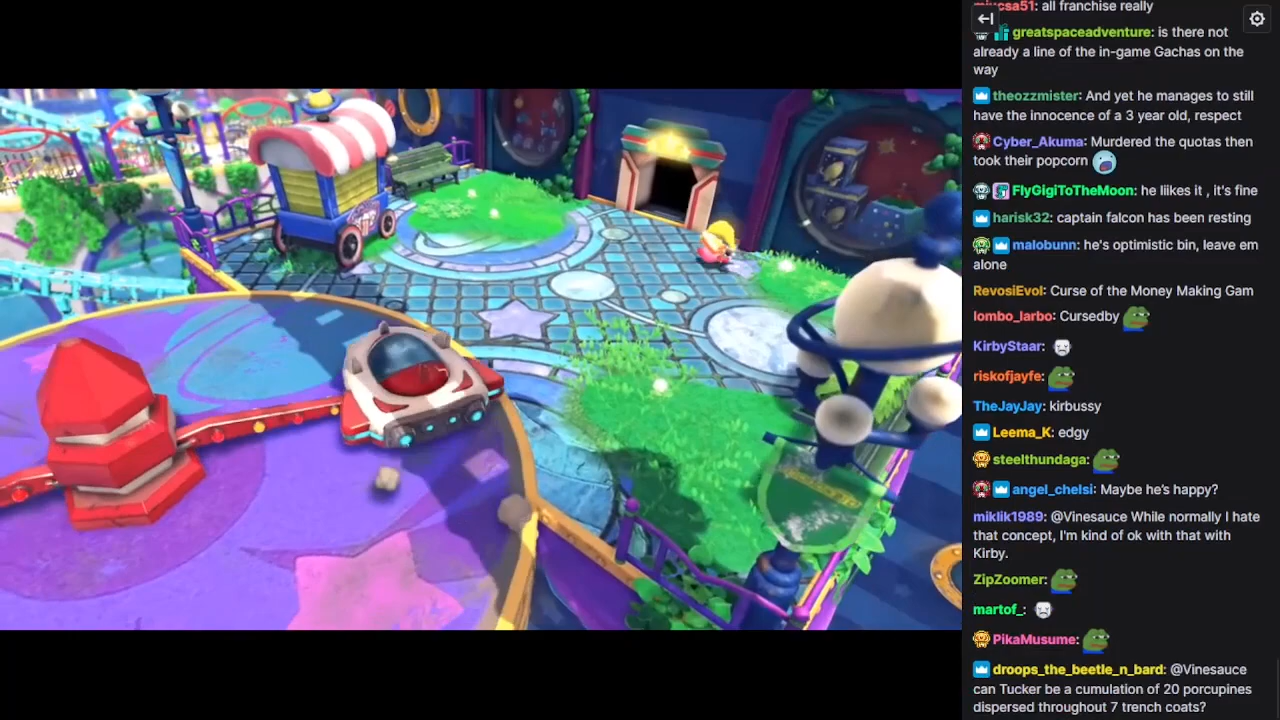 miucsa51: all franchise really
greatspaceadventure: is there not
already a line of the in-game Gachas on the
way
theozzmister: And yet he manages to still
have the innocence of a 3 year old, respect
Cyber_Akuma: Murdered the quotas then
took their popcorn
FlyGigiToTheMoon: he liikes it , it's fine
harisk32: captain falcon has been resting
malobunn: he's optimistic bin, leave em
alone
RevosiEvol: Curse of the Money Making Gam
lombo_larbo: Cursedby
KirbyStaar:
riskofjayfe:
TheJayJay: kirbussy
Leema_K: edgy
steelthundaga:
angel_chelsi: Maybe he's happy?
miklik1989: @Vinesauce While normally I hate
that concept, I'm kind of ok with that with
Kirby.
ZipZoomer:
martof_:
PikaMusume:
droops_the_beetle_n_bard: @Vinesauce
can Tucker be a cumulation of 20 porcupines
dispersed throughout 7 trench coats?